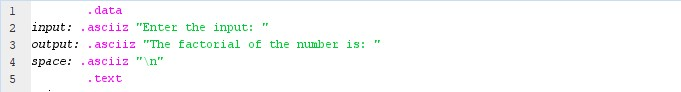 1 .data
2 input: .asciiz "Enter the input: "
3 output: .asciiz "The factorial of the number is: "
4 space: .asciiz "\n"
5 .text